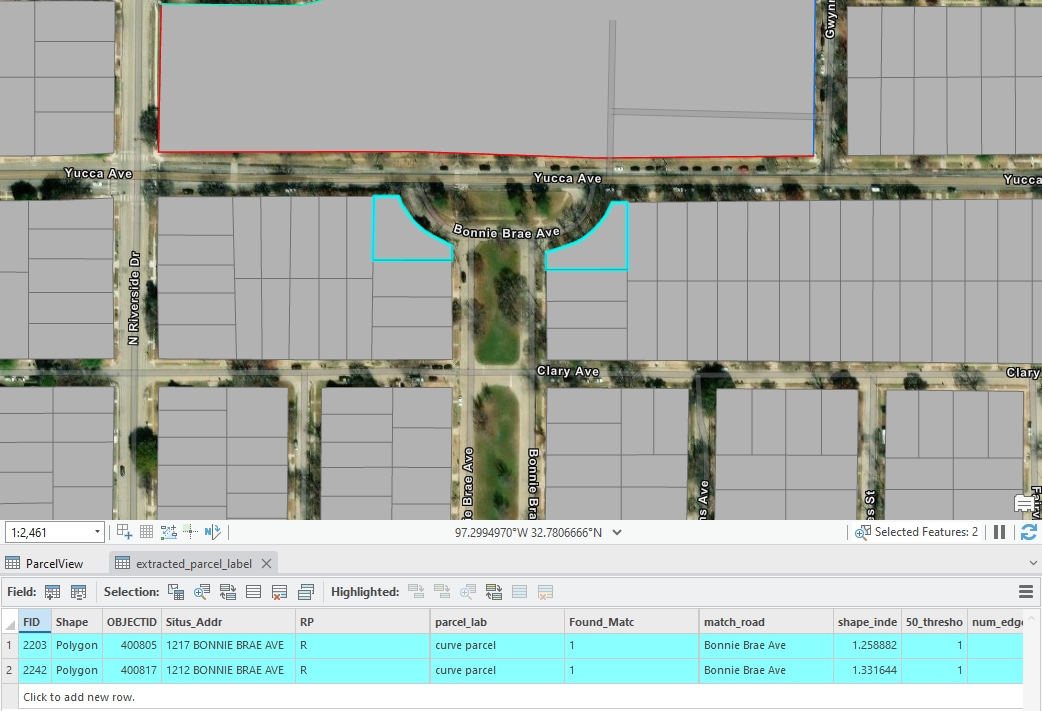 Gwynn
Yucca Ave
Yucca Ave
Yucca
Bonnie Brae Ave
N Riverside Dr
Clary Ave
Clary
e Brae Ave
Bonnie Bra
s Ave
s St
Fairv
1:2,461
97.2994970°W 32.7806666°N
Selected Features: 2
ParcelView
extracted_parcel_label
Field:
Selection:
Highlighted:
FID Shape OBJECTID Situs_Addr RP parcel_lab Found_Matc match_road shape_inde 50_thresho num_edge
1 2203 Polygon 400805 1217 BONNIE BRAE AVE R curve parcel 1 Bonnie Brae Ave 1.258882 1
2 2242 Polygon 400817 1212 BONNIE BRAE AVE R curve parcel 1 Bonnie Brae Ave 1.331644 1
Click to add new row.